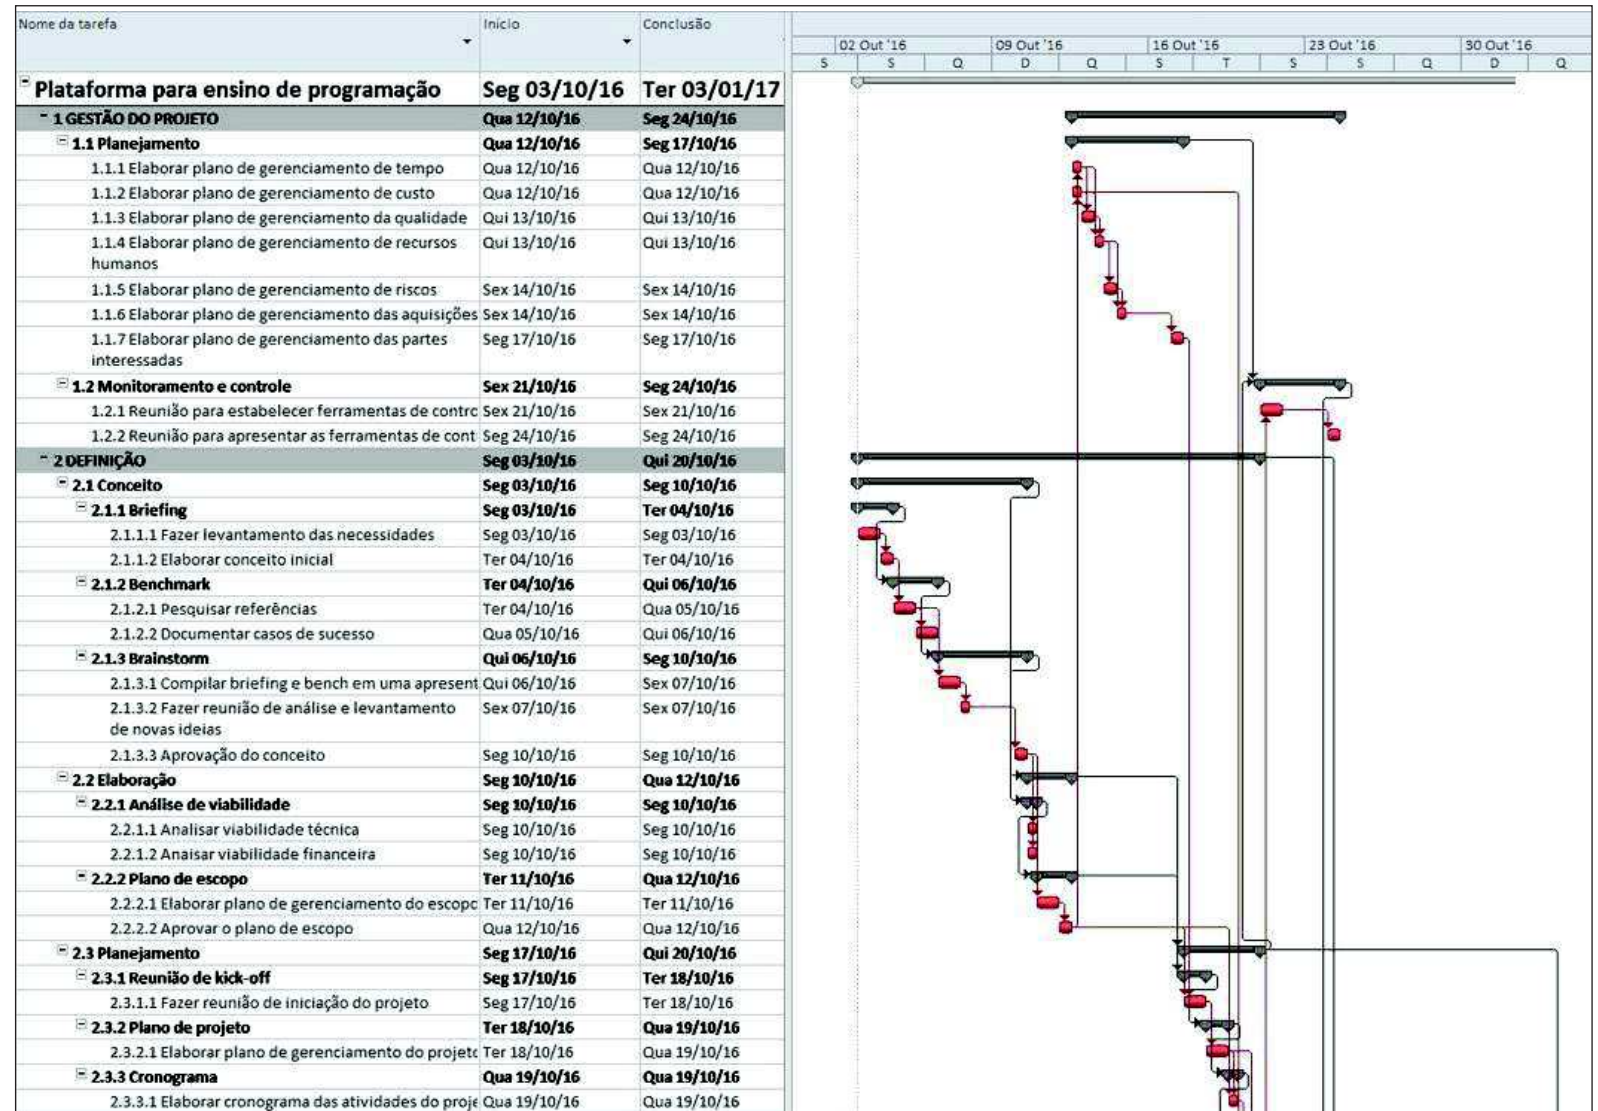 Nome da tarefa Início Conclusão
02 Out '16 09 Out '16 16 Out '16 23 Out '16 30 Out '16
S S Q D Q S T S S Q D Q
Plataforma para ensino de programação Seg 03/10/16 Ter 03/01/17
1 GESTÃO DO PROJETO Qua 12/10/16 Seg 24/10/16
1.1 Planejamento Qua 12/10/16 Seg 17/10/16
1.1.1 Elaborar plano de gerenciamento de tempo Qua 12/10/16 Qua 12/10/16
1.1.2 Elaborar plano de gerenciamento de custo Qua 12/10/16 Qua 12/10/16
1.1.3 Elaborar plano de gerenciamento da qualidade Qui 13/10/16 Qui 13/10/16
1.1.4 Elaborar plano de gerenciamento de recursos Qui 13/10/16 Qui 13/10/16
humanos
1.1.5 Elaborar plano de gerenciamento de riscos Sex 14/10/16 Sex 14/10/16
1.1.6 Elaborar plano de gerenciamento das aquisições Sex 14/10/16 Sex 14/10/16
1.1.7 Elaborar plano de gerenciamento das partes Seg 17/10/16 Seg 17/10/16
interessadas
1.2 Monitoramento e controle Sex 21/10/16 Seg 24/10/16
1.2.1 Reunião para estabelecer ferramentas de contrc Sex 21/10/16 Sex 21/10/16
1.2.2 Reunião para apresentar as ferramentas de cont Seg 24/10/16 Seg 24/10/16
2 DEFINIÇÃO Seg 03/10/16 Qui 20/10/16
2.1 Conceito Seg 03/10/16 Seg 10/10/16
2.1.1 Briefing Seg 03/10/16 Ter 04/10/16
2.1.1.1 Fazer levantamento das necessidades Seg 03/10/16 Seg 03/10/16
2.1.1.2 Elaborar conceito inicial Ter 04/10/16 Ter 04/10/16
2.1.2 Benchmark Ter 04/10/16 Qui 06/10/16
2.1.2.1 Pesquisar referências Ter 04/10/16 Qua 05/10/16
2.1.2.2 Documentar casos de sucesso Qua 05/10/16 Qui 06/10/16
2.1.3 Brainstorm Qui 06/10/16 Seg 10/10/16
2.1.3.1 Compilar briefing e bench em uma apresent Qui 06/10/16 Sex 07/10/16
2.1.3.2 Fazer reunião de análise e levantamento Sex 07/10/16 Sex 07/10/16
de novas ideias
2.1.3.3 Aprovação do conceito Seg 10/10/16 Seg 10/10/16
2.2 Elaboração Seg 10/10/16 Qua 12/10/16
2.2.1 Análise de viabilidade Seg 10/10/16 Seg 10/10/16
2.2.1.1 Analisar viabilidade técnica Seg 10/10/16 Seg 10/10/16
2.2.1.2 Anaisar viabilidade financeira Seg 10/10/16 Seg 10/10/16
2.2.2 Plano de escopo Ter 11/10/16 Qua 12/10/16
2.2.2.1 Elaborar plano de gerenciamento do escopc Ter 11/10/16 Ter 11/10/16
2.2.2.2 Aprovar o plano de escopo Qua 12/10/16 Qua 12/10/16
2.3 Planejamento Seg 17/10/16 Qui 20/10/16
2.3.1 Reunião de kick-off Seg 17/10/16 Ter 18/10/16
2.3.1.1 Fazer reunião de iniciação do projeto Seg 17/10/16 Ter 18/10/16
2.3.2 Plano de projeto Ter 18/10/16 Qua 19/10/16
2.3.2.1 Elaborar plano de gerenciamento do projetc Ter 18/10/16 Qua 19/10/16
2.3.3 Cronograma Qua 19/10/16 Qua 19/10/16
2.3.3.1 Elaborar cronograma das atividades do proje Qua 19/10/16 Qua 19/10/16